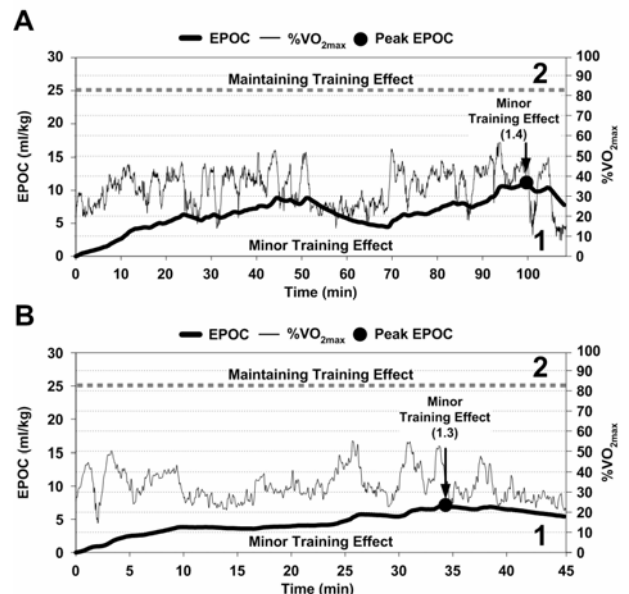 A
EPOC %VO2max Peak EPOC
30 100
Maintaining Training Effect 2 90
25 80
Minor
20 Training Effect 70
(1.4) 60
15 50
10 40
30
5 20
Minor Training Effect 1 10
0 0
EPOC (ml/kg)
%VO2max
0 10 20 30 40 50 60 70 80 90 100
Time (min)
B
EPOC %VO2max Peak EPOC
30 100
Maintaining Training Effect 2 90
25 80
Minor
20 Training Effect 70
(1.3) 60
15 50
10 40
30
5 20
Minor Training Effect 1 10
0 0
EPOC (ml/kg)
%VO2max
0 5 10 15 20 25 30 35 40 45
Time (min)